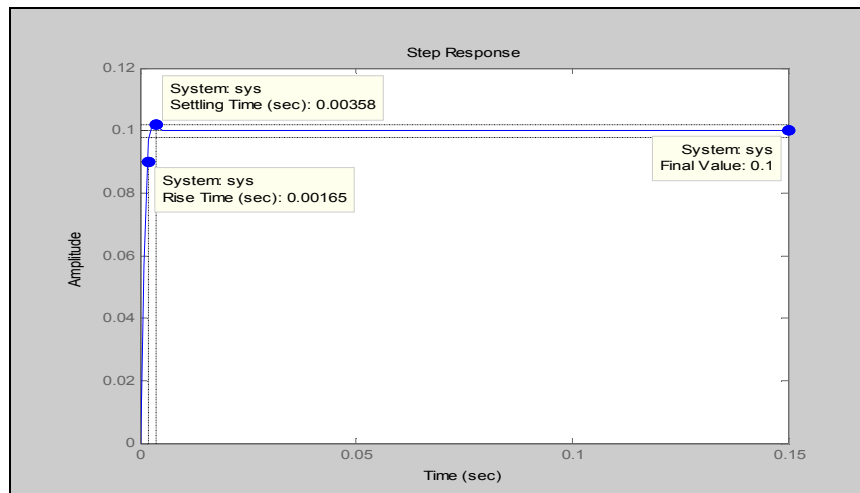 Step Response
0.12
0.1
0.08
0.06
0.04
0.02
0
Amplitude
System: sys
Settling Time (sec): 0.00358
System: sys
Rise Time (sec): 0.00165
System: sys
Final Value: 0.1
0
0.05
0.1
0.15
Time (sec)